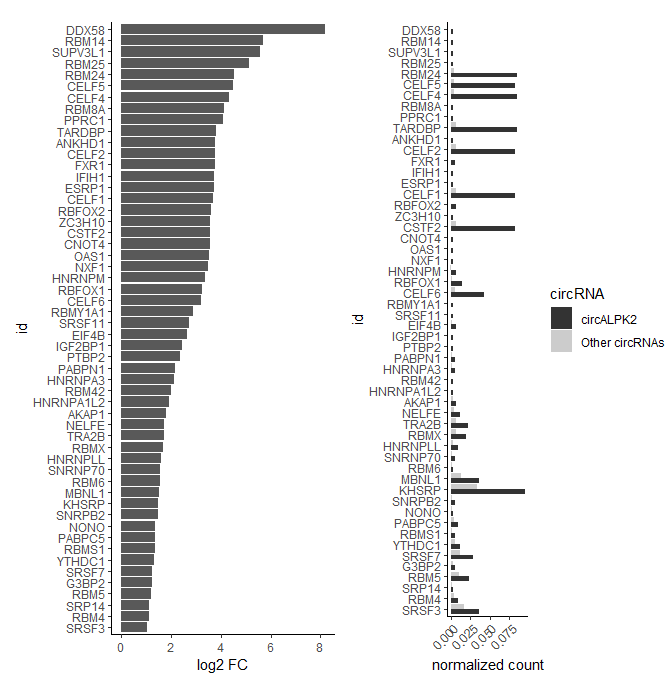 DDX58
RBM14
SUPV3L1
RBM25
RBM24
CELF5
CELF4
RBM8A
PPRC1
TARDBP
ANKHD1
CELF2
FXR1
IFIH1
ESRP1
CELF1
RBFOX2
ZC3H10
CSTF2
CNOT4
OAS1
NXF1
HNRNPM
RBFOX1
CELF6
RBMY1A1
SRSF11
EIF4B
IGF2BP1
PTBP2
PABPN1
HNRNPA3
RBM42
HNRNPA1L2
AKAP1
NELFE
TRA2B
RBMX
HNRNPLL
SNRNP70
RBM6
MBNL1
KHSRP
SNRPB2
NONO
PABPC5
RBMS1
YTHDC1
SRSF7
G3BP2
RBM5
SRP14
RBM4
SRSF3
id
0 2 4 6 8
log2 FC
DDX58
RBM14
SUPV3L1
RBM25
RBM24
CELF5
CELF4
RBM8A
PPRC1
TARDBP
ANKHD1
CELF2
FXR1
IFIH1
ESRP1
CELF1
RBFOX2
ZC3H10
CSTF2
CNOT4
OAS1
NXF1
HNRNPM
RBFOX1
CELF6
RBMY1A1
SRSF11
EIF4B
IGF2BP1
PTBP2
PABPN1
HNRNPA3
RBM42
HNRNPA1L2
AKAP1
NELFE
TRA2B
RBMX
HNRNPLL
SNRNP70
RBM6
MBNL1
KHSRP
SNRPB2
NONO
PABPC5
RBMS1
YTHDC1
SRSF7
G3BP2
RBM5
SRP14
RBM4
SRSF3
id
0.000 0.025 0.050 0.075
normalized count
circRNA
circALPK2
Other circRNAs